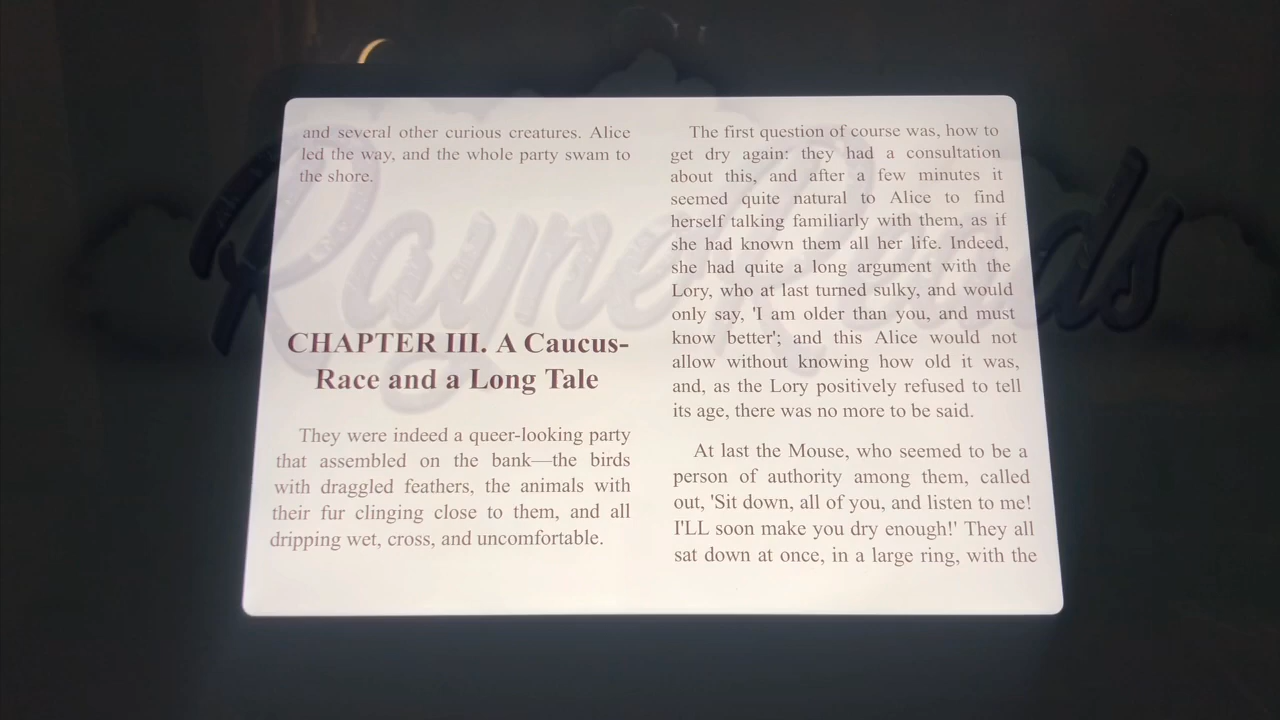 and several other curious creatures. Alice
led the way, and the whole party swam to
the shore.
CHAPTER III. A Caucus-
Race and a Long Tale
They were indeed a queer-looking party
that assembled on the bank—the birds
with draggled feathers, the animals with
their fur clinging close to them, and all
dripping wet, cross, and uncomfortable.
The first question of course was, how to
get dry again: they had a consultation
about this, and after a few minutes it
seemed quite natural to Alice to find
herself talking familiarly with them, as if
she had known them all her life. Indeed,
she had quite a long argument with the
Lory, who at last turned sulky, and would
only say, 'I am older than you, and must
know better'; and this Alice would not
allow without knowing how old it was,
and, as the Lory positively refused to tell
its age, there was no more to be said.
At last the Mouse, who seemed to be a
person of authority among them, called
out, 'Sit down, all of you, and listen to me!
I'LL soon make you dry enough!' They all
sat down at once, in a large ring, with the
RayneReads